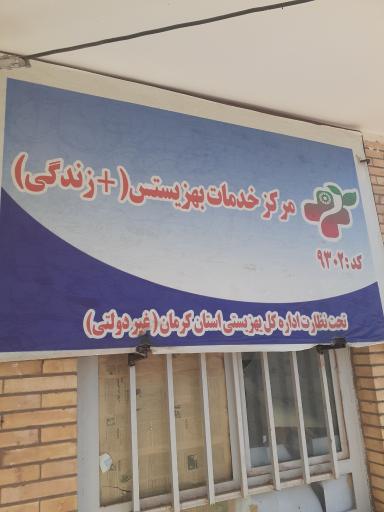 مرکز خدمات بهزیستی (+زندگی)
کد: ۹۳۰۲
تحت نظارت اداره کل بهزیستی استان کرمان (غیر دولتی)